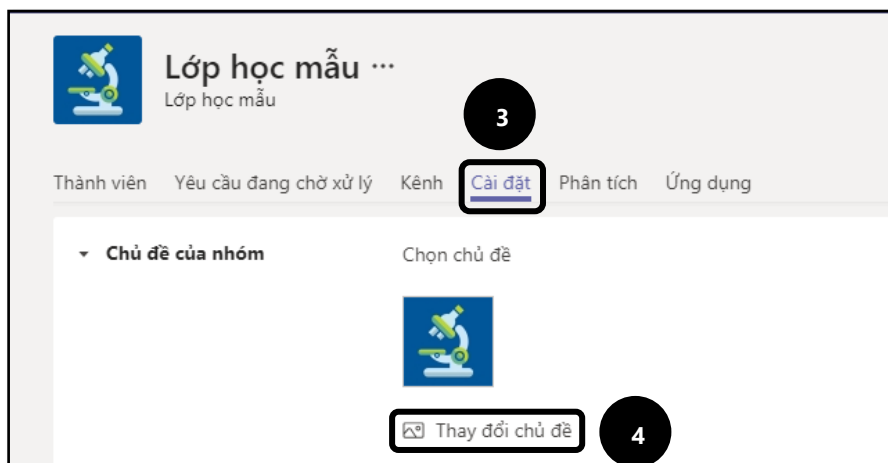 Lớp học mẫu ...
Lớp học mẫu
3
Thành viên Yêu cầu đang chờ xử lý Kênh Cài đặt Phân tích Ứng dụng
Chủ đề của nhóm Chọn chủ đề
Thay đổi chủ đề 4